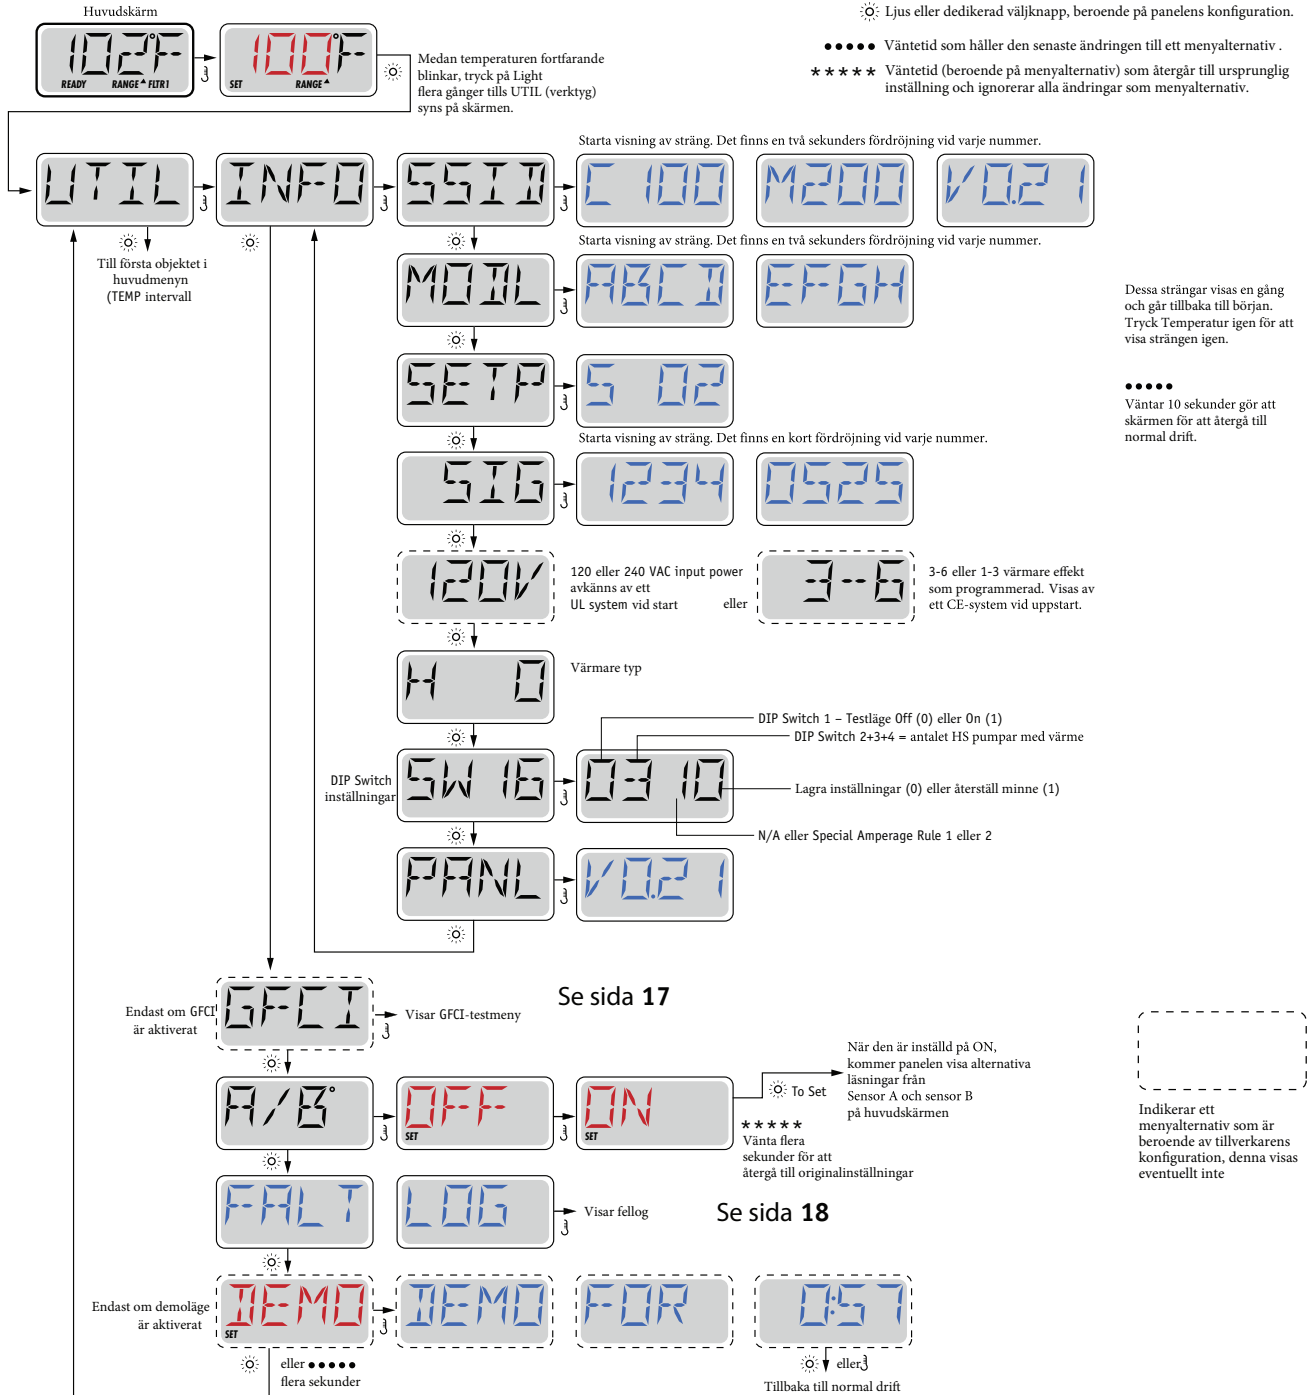 Huvudskärm
Ljus eller dedikerad väljknapp, beroende på panelens konfiguration.
102°F
READY RANGE FLTR1
100°F
SET RANGE
Medan temperaturen fortfarande
blinkar, tryck på Light
flera gånger tills UTIL (verktyg)
syns på skärmen.
●●●●● Väntetid som håller den senaste ändringen till ett menyalternativ .
***** Väntetid (beroende på menyalternativ) som återgår till ursprunglig
inställning och ignorerar alla ändringar som menyalternativ.
Starta visning av sträng. Det finns en två sekunders fördröjning vid varje nummer.
UTIL
INFO
SSID
C 100
M200
V0.21
Till första objektet i
huvudmenyn
(TEMP intervall
Starta visning av sträng. Det finns en två sekunders fördröjning vid varje nummer.
MODL
ABCD
EFGH
Dessa strängar visas en gång
och går tillbaka till början.
Tryck Temperatur igen för att
visa strängen igen.
SETP
S 02
●●●●●
Väntar 10 sekunder gör att
skärmen för att återgå till
normal drift.
Starta visning av sträng. Det finns en kort fördröjning vid varje nummer.
SIG
1234
0525
120V
120 eller 240 VAC input power
avkänns av ett
UL system vid start
eller
3-6
3-6 eller 1-3 värmare effekt
som programmerad. Visas av
ett CE-system vid uppstart.
H 0
Värmare typ
DIP Switch 1 – Testläge Off (0) eller On (1)
DIP Switch 2+3+4 = antalet HS pumpar med värme
DIP Switch
inställningar
SW 16
0310
Lagra inställningar (0) eller återställ minne (1)
N/A eller Special Amperage Rule 1 eller 2
PANL
V0.21
Se sida 17
Endast om GFCI
är aktiverat
GFCI
Visar GFCI-testmeny
A/B°
OFF
SET
ON
SET
To Set
När den är inställd på ON,
kommer panelen visa alternativa
läsningar från
Sensor A och sensor B
på huvudskärmen
*****
Vänta flera
sekunder för att
återgå till originalinställningar
Indikerar ett
menyalternativ som är
beroende av tillverkarens
konfiguration, denna visas
eventuellt inte
FALT
LOG
Visar fellog
Se sida 18
Endast om demoläge
är aktiverat
DEMO
SET
DEMO
FOR
0:57
eller ●●●●●
flera sekunder
eller
Tillbaka till normal drift